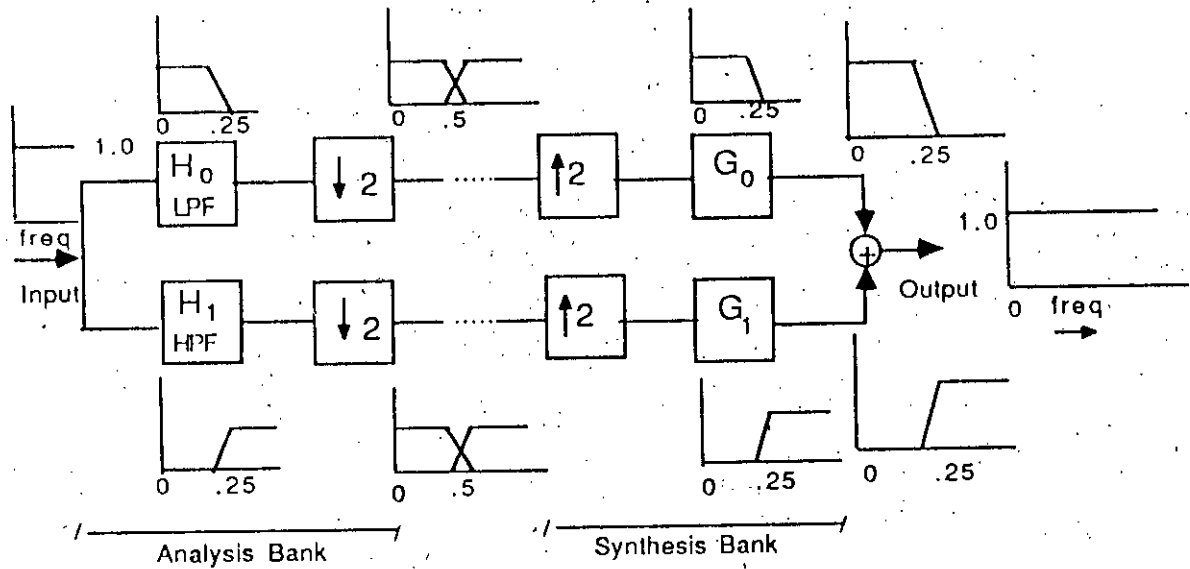 0 .25
0 .5
0 .25
0 .25
1.0
H0
LPF
↓ 2
↑2
G0
freq
Input
1.0
Output
0 freq
H1
HPF
↓ 2
↑2
G1
0 .25
0 .5
0 .25
0 .25
Analysis Bank
Synthesis Bank